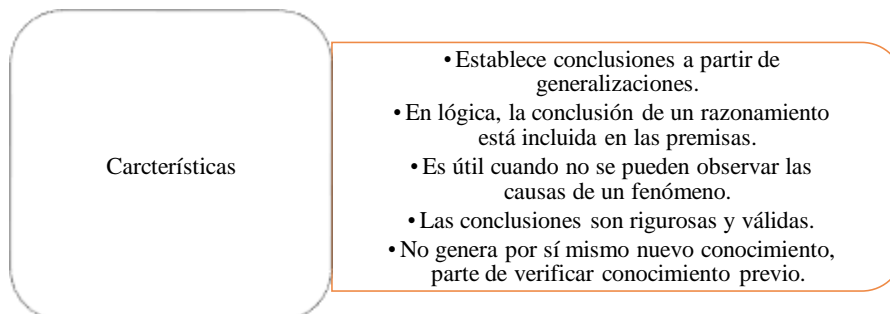 Carcterísticas
• Establece conclusiones a partir de
generalizaciones.
• En lógica, la conclusión de un razonamiento
está incluida en las premisas.
• Es útil cuando no se pueden observar las
causas de un fenómeno.
• Las conclusiones son rigurosas y válidas.
• No genera por sí mismo nuevo conocimiento,
parte de verificar conocimiento previo.